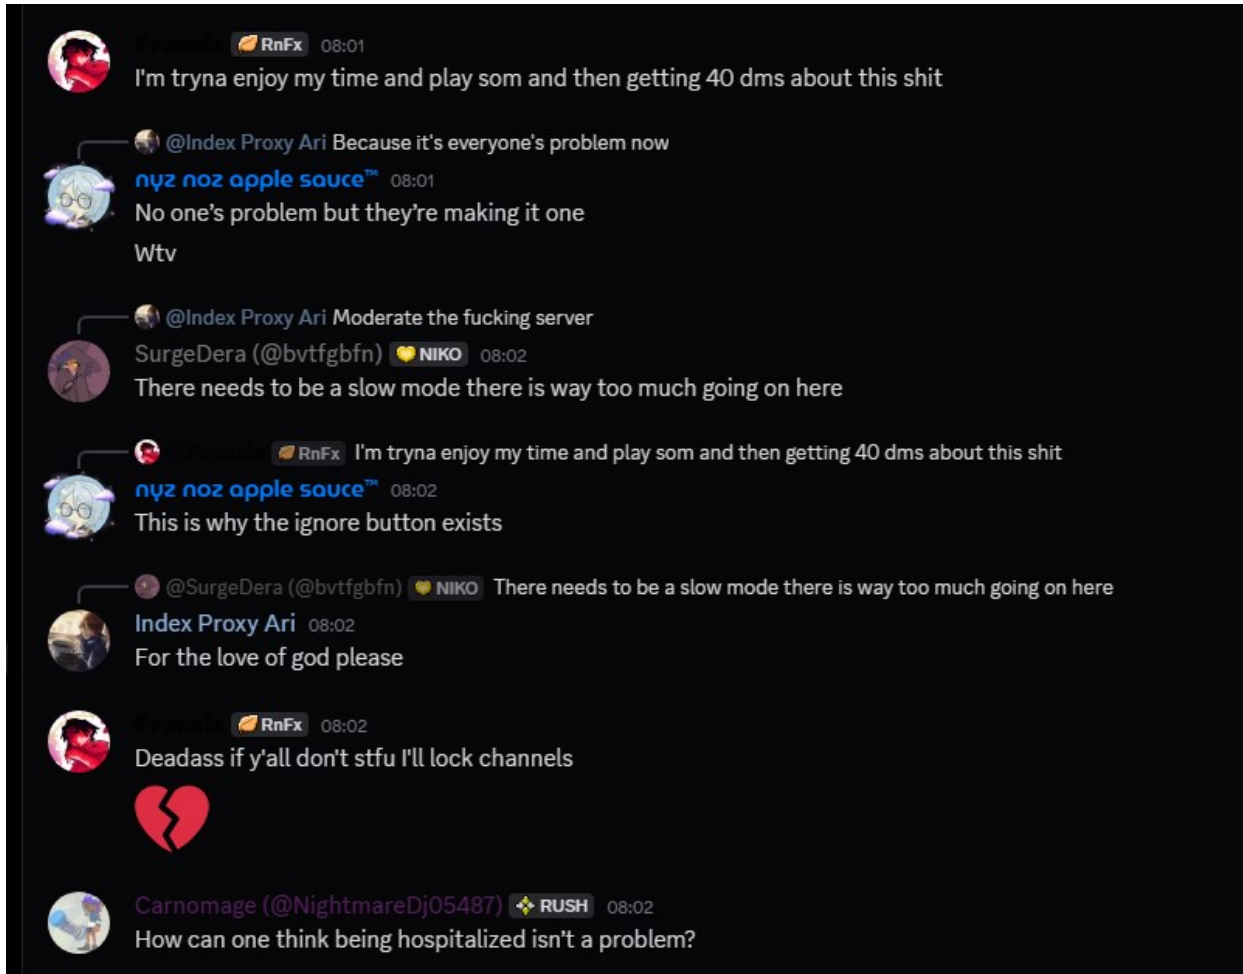 RnFx 08:01
I'm tryna enjoy my time and play som and then getting 40 dms about this shit
@Index Proxy Ari Because it's everyone's problem now
nyz noz apple sauce™ 08:01
No one's problem but they're making it one
Wtv
@Index Proxy Ari Moderate the fucking server
SurgeDera (@bvtfgbfn) NIKO 08:02
There needs to be a slow mode there is way too much going on here
RnFx I'm tryna enjoy my time and play som and then getting 40 dms about this shit
nyz noz apple sauce™ 08:02
This is why the ignore button exists
@SurgeDera (@bvtfgbfn) NIKO There needs to be a slow mode there is way too much going on here
Index Proxy Ari 08:02
For the love of god please
RnFx 08:02
Deadass if y'all don't stfu I'll lock channels
Carnomage (@NightmareDj05487) RUSH 08:02
How can one think being hospitalized isn't a problem?